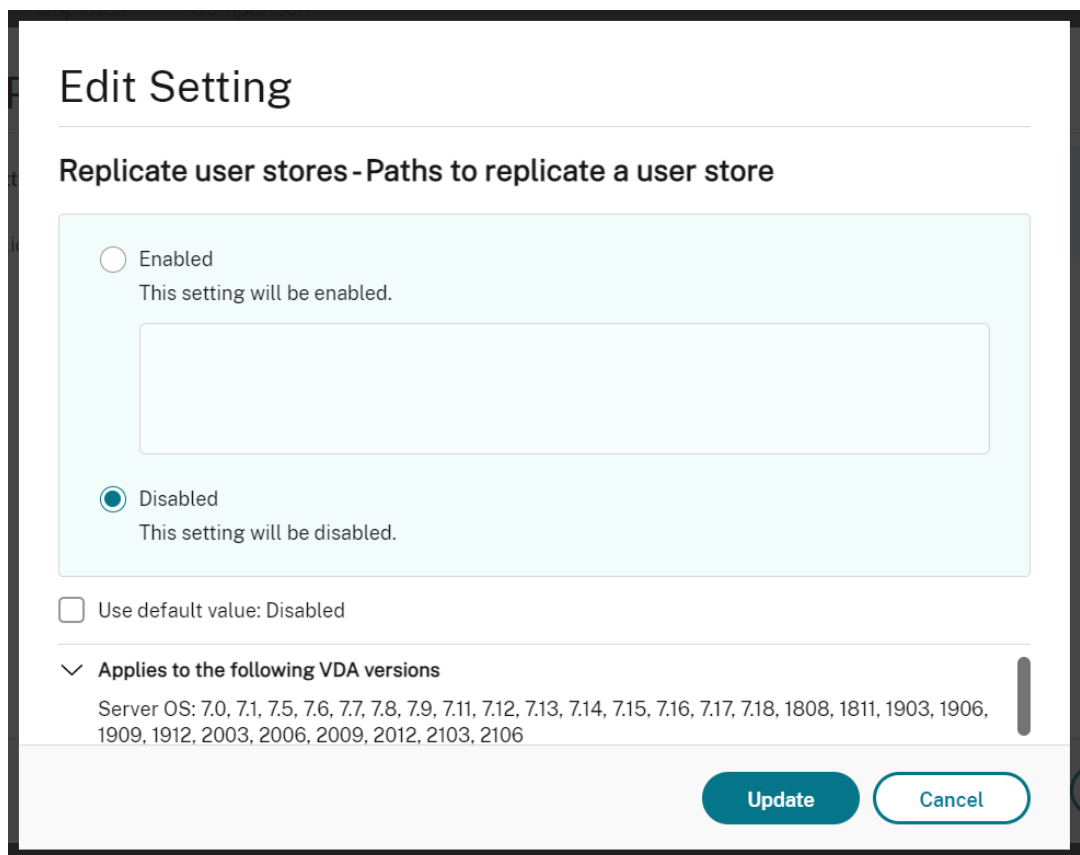 Edit Setting
Replicate user stores - Paths to replicate a user store
Enabled
This setting will be enabled.
Disabled
This setting will be disabled.
Use default value: Disabled
Applies to the following VDA versions
Server OS: 7.0, 7.1, 7.5, 7.6, 7.7, 7.8, 7.9, 7.11, 7.12, 7.13, 7.14, 7.15, 7.16, 7.17, 7.18, 1808, 1811, 1903, 1906,
1909, 1912, 2003, 2006, 2009, 2012, 2103, 2106
Update
Cancel